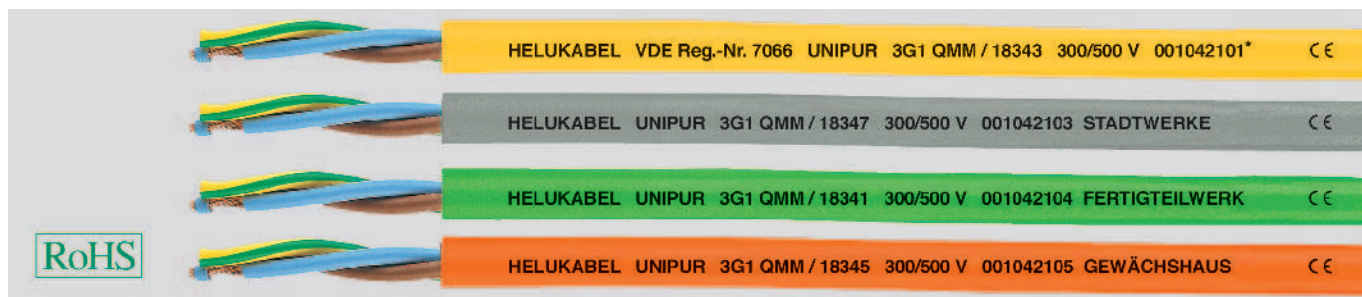 HELUKABEL VDE Reg.-Nr. 7066 UNIPUR 3G1 QMM / 18343 300/500 V 001042101* CE
HELUKABEL UNIPUR 3G1 QMM / 18347 300/500 V 001042103 STADTWERKE CE
HELUKABEL UNIPUR 3G1 QMM / 18341 300/500 V 001042104 FERTIGTEILWERK CE
RoHS
HELUKABEL UNIPUR 3G1 QMM / 18345 300/500 V 001042105 GEWÄCHSHAUS CE